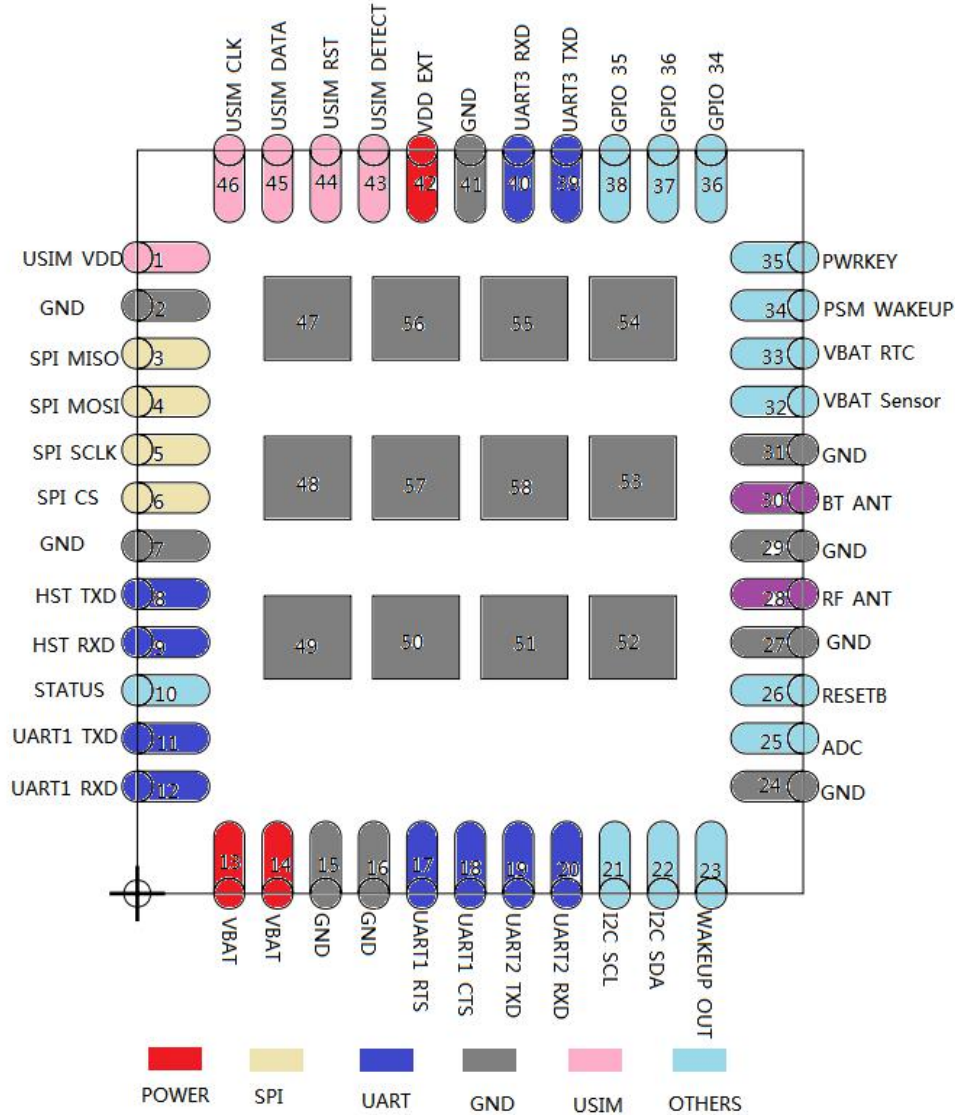 USIM CLK
USIM DATA
USIM RST
USIM DETECT
VDD EXT
GND
UART3 RXD
UART3 TXD
GPIO 35
GPIO 36
GPIO 34
46
45
44
43
42
41
40
39
38
37
36
USIM VDD 1
GND 2
SPI MISO 3
SPI MOSI 4
SPI SCLK 5
SPI CS 6
GND 7
HST TXD 8
HST RXD 9
STATUS 10
UART1 TXD 11
UART1 RXD 12
47 56 55 54
48 57 58 53
49 50 51 52
35 PWRKEY
34 PSM WAKEUP
33 VBAT RTC
32 VBAT Sensor
31 GND
30 BT ANT
29 GND
28 RF ANT
27 GND
26 RESETB
25 ADC
24 GND
13
14
15
16
17
18
19
20
21
22
23
VBAT
VBAT
GND
GND
UART1 RTS
UART1 CTS
UART2 TXD
UART2 RXD
I2C SCL
I2C SDA
WAKEUP OUT
POWER
SPI
UART
GND
USIM
OTHERS